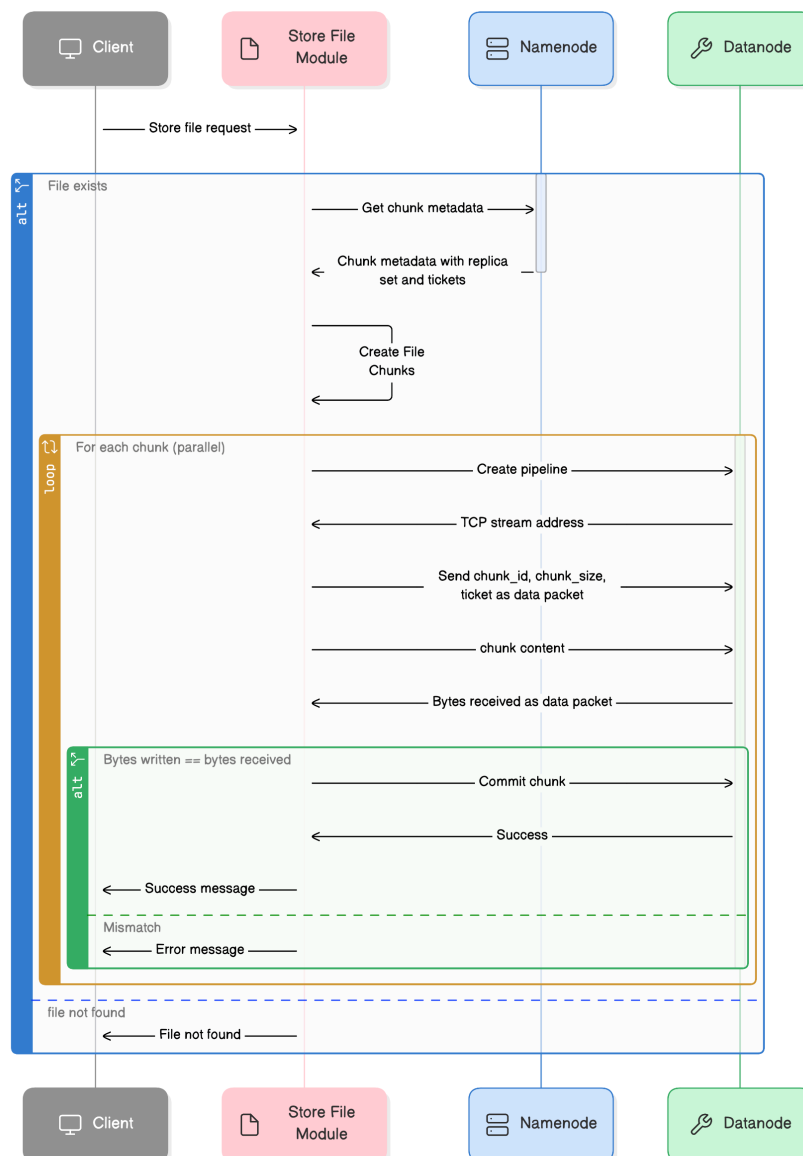 Client
Store File
Module
Namenode
Datanode
Store file request
alt
File exists
Get chunk metadata
Chunk metadata with replica
set and tickets
Create File
Chunks
loop
For each chunk (parallel)
Create pipeline
TCP stream address
Send chunk_id, chunk_size,
ticket as data packet
chunk content
Bytes received as data packet
alt
Bytes written == bytes received
Commit chunk
Success
Success message
Mismatch
Error message
file not found
File not found
Client
Store File
Module
Namenode
Datanode